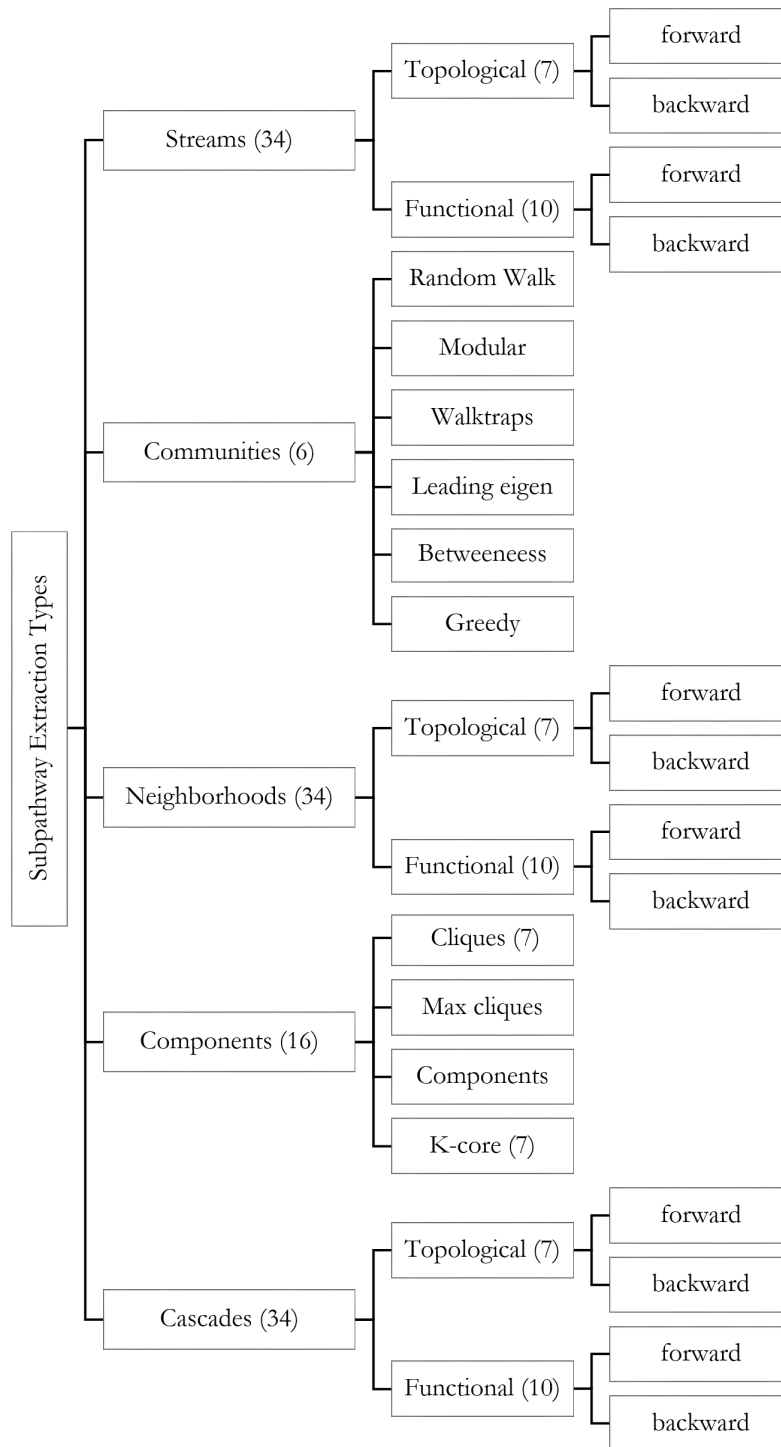 Subpathway Extraction Types
Streams (34)
Topological (7)
forward
backward
Functional (10)
forward
backward
Communities (6)
Random Walk
Modular
Walktraps
Leading eigen
Betweeneess
Greedy
Neighborhoods (34)
Topological (7)
forward
backward
Functional (10)
forward
backward
Components (16)
Cliques (7)
Max cliques
Components
K-core (7)
Cascades (34)
Topological (7)
forward
backward
Functional (10)
forward
backward